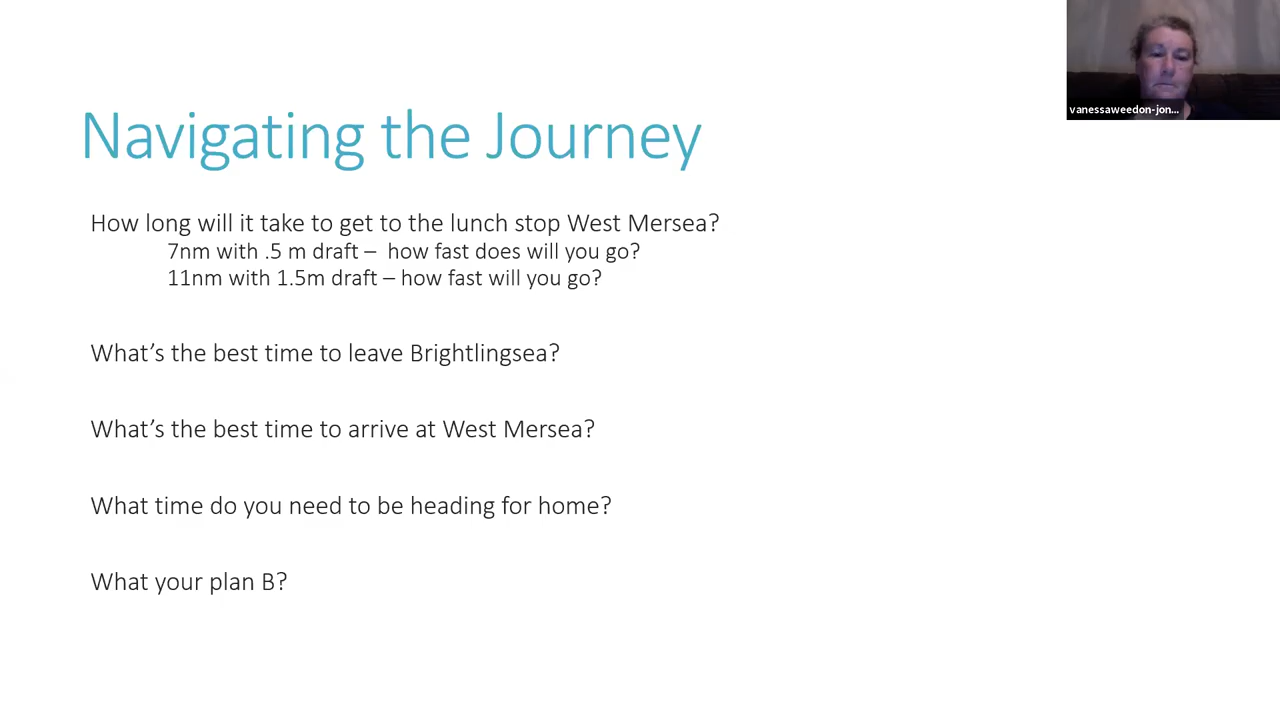 vanessaweedon-jon...
Navigating the Journey
How long will it take to get to the lunch stop West Mersea?
7nm with .5 m draft – how fast does will you go?
11nm with 1.5m draft – how fast will you go?
What’s the best time to leave Brightlingsea?
What’s the best time to arrive at West Mersea?
What time do you need to be heading for home?
What your plan B?